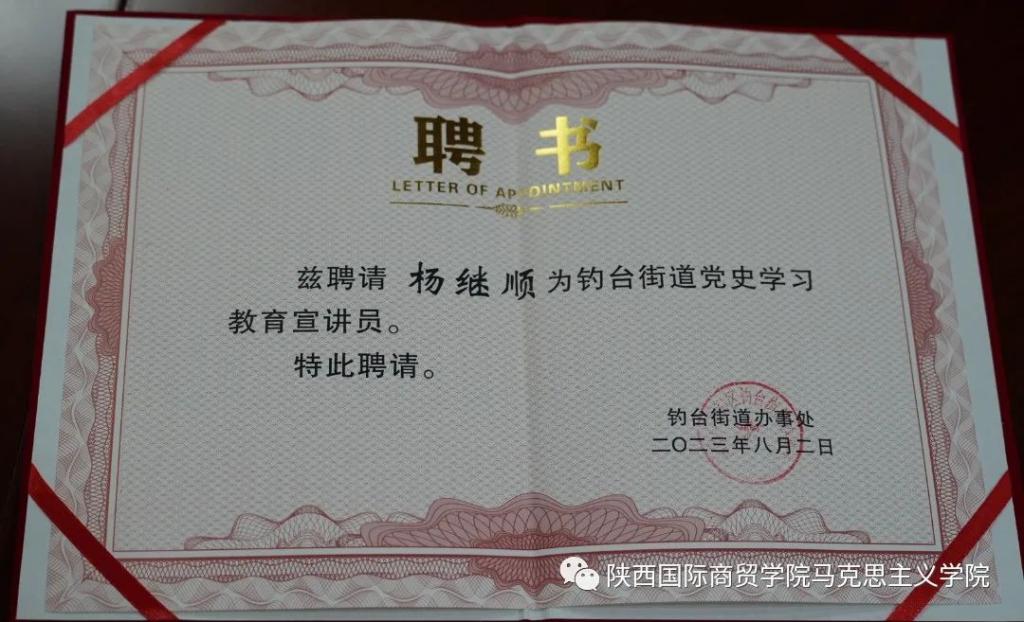 聘 书
LETTER OF APPOINTMENT
兹聘请 杨继顺 为钓台街道党史学习
教育宣讲员。
特此聘请。
钓台街道办事处
二〇二三年八月二日
陕西国际商贸学院马克思主义学院